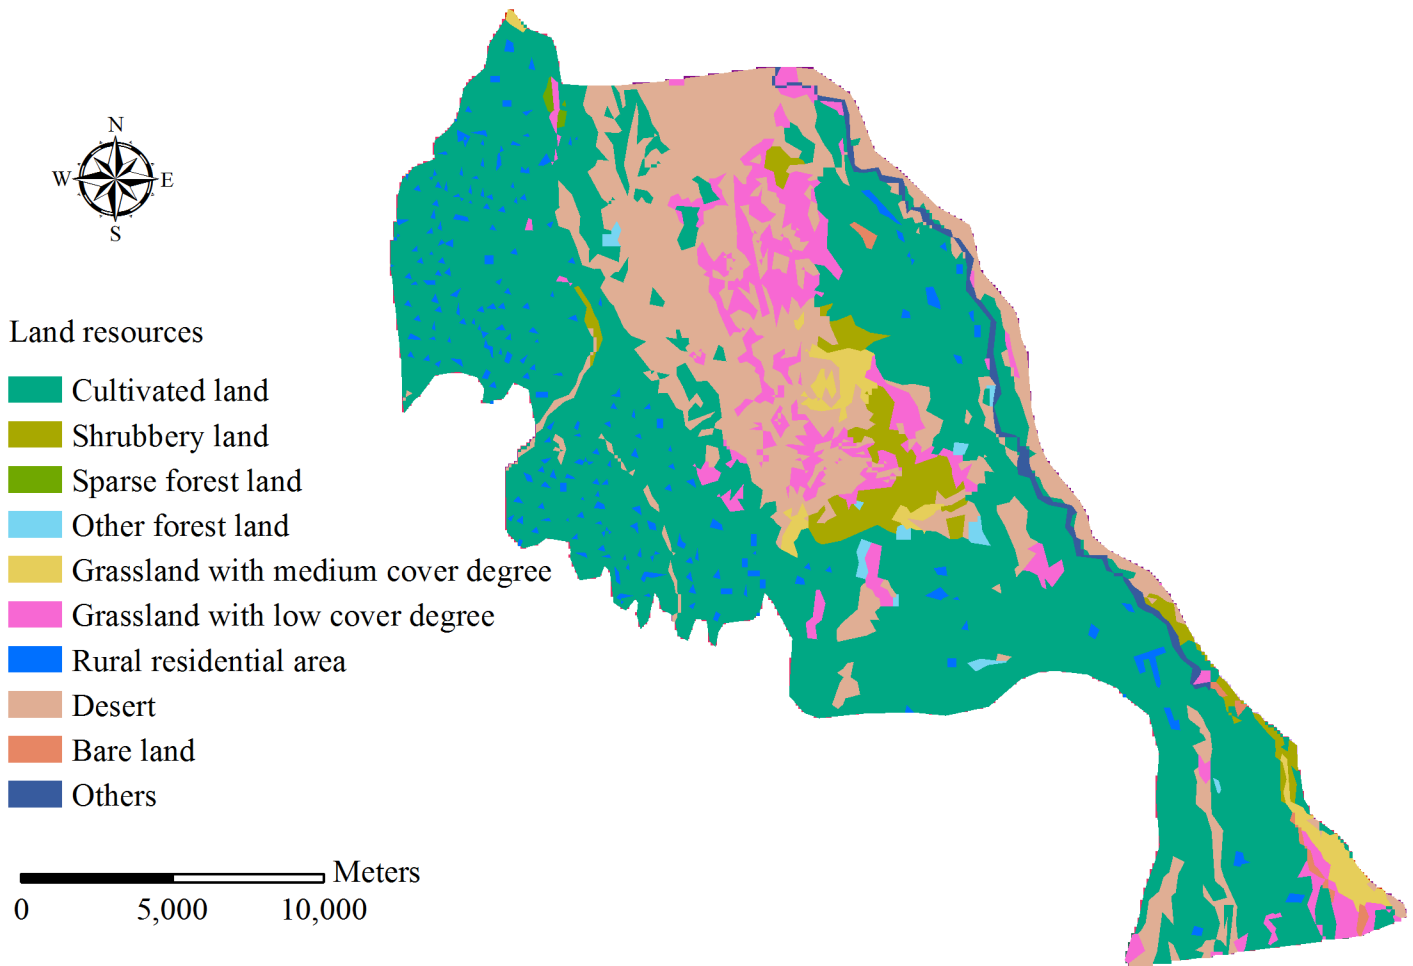 N
W E
S
Land resources
Cultivated land
Shrubbery land
Sparse forest land
Other forest land
Grassland with medium cover degree
Grassland with low cover degree
Rural residential area
Desert
Bare land
Others
Meters
0 5,000 10,000